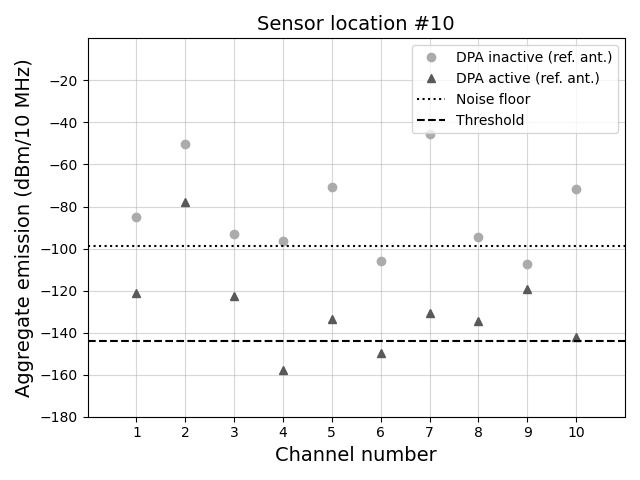 Sensor location #10
DPA inactive (ref. ant.)
DPA active (ref. ant.)
Noise floor
Threshold
Aggregate emission (dBm/10 MHz)
−20
−40
−60
−80
−100
−120
−140
−160
−180
1 2 3 4 5 6 7 8 9 10
Channel number